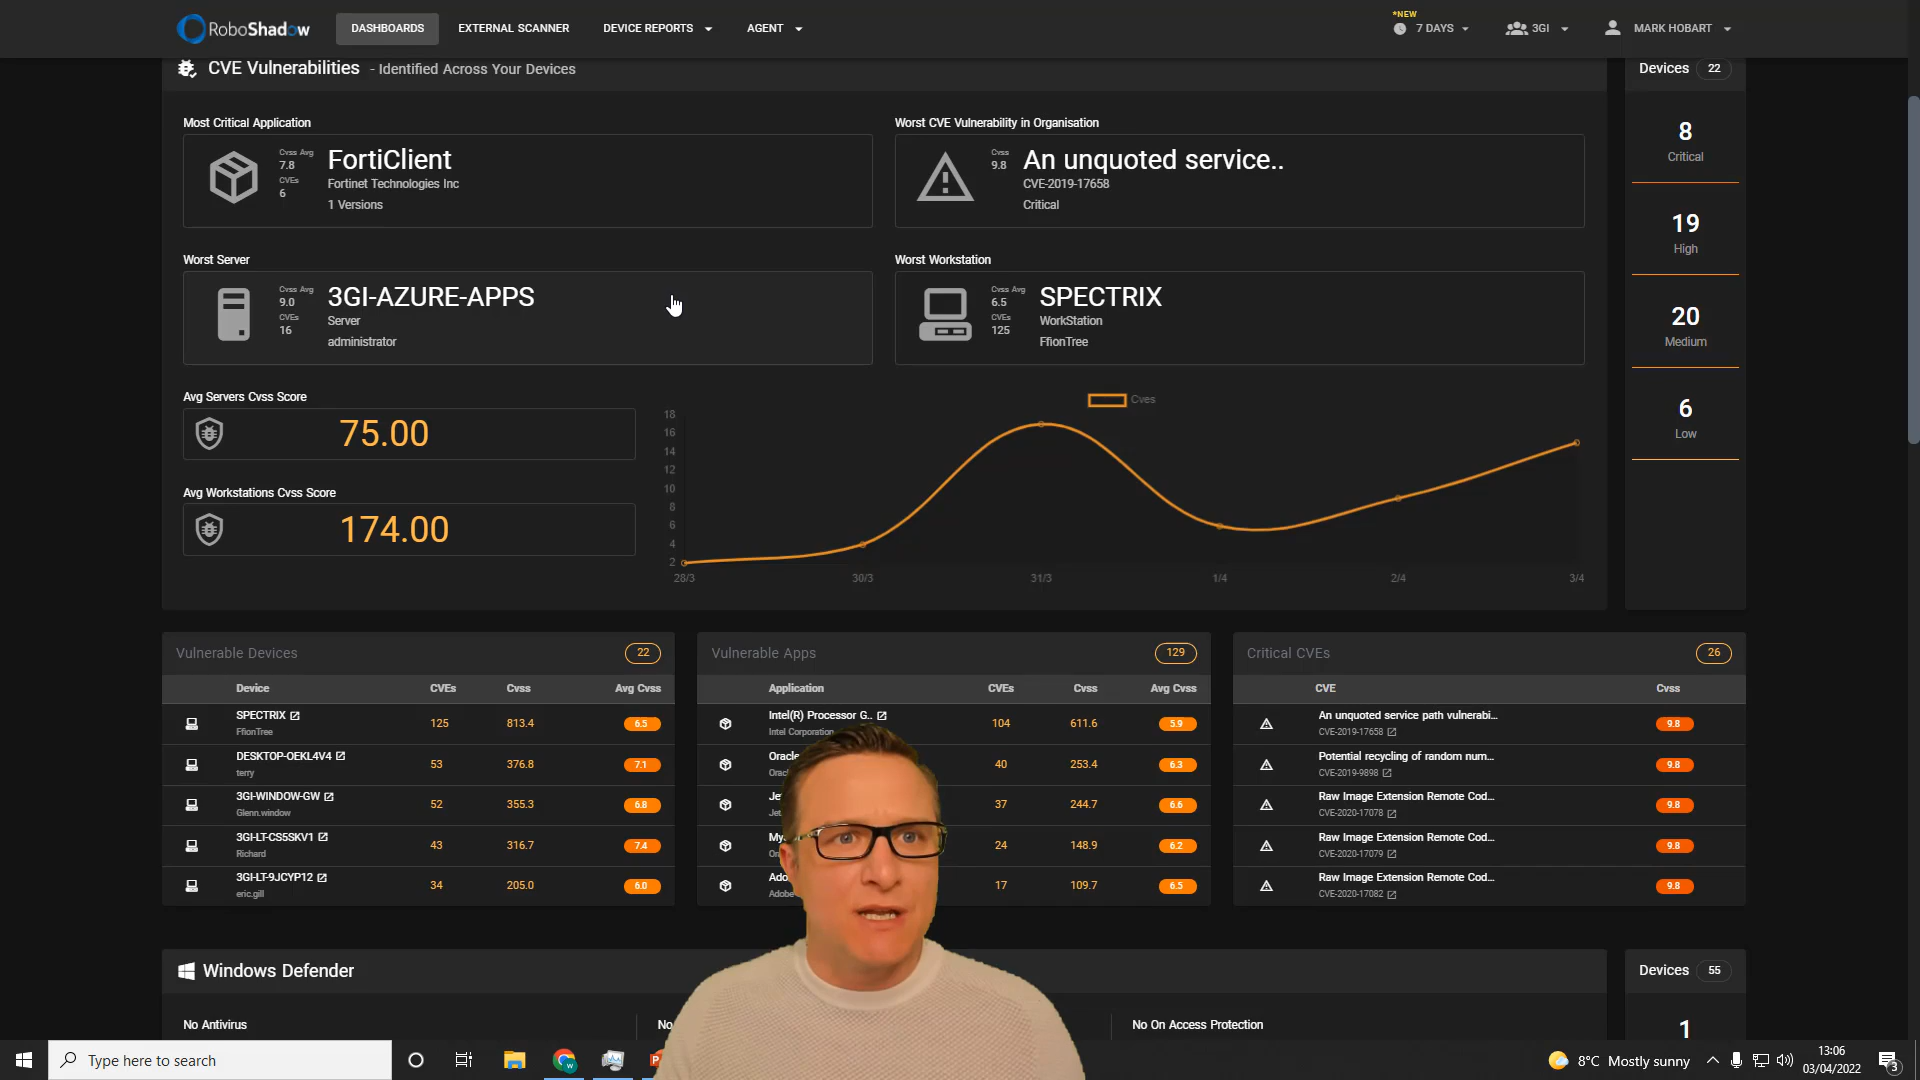 RoboShadow
DASHBOARDS
EXTERNAL SCANNER
DEVICE REPORTS
AGENT
*NEW
7 DAYS
3GI
MARK HOBART
CVE Vulnerabilities - Identified Across Your Devices
Devices 22
Most Critical Application
Cvss Avg
7.8
CVEs
6
FortiClient
Fortinet Technologies Inc
1 Versions
Worst CVE Vulnerability in Organisation
Cvss
9.8
An unquoted service..
CVE-2019-17658
Critical
8
Critical
19
High
20
Medium
6
Low
Worst Server
Cvss Avg
9.0
CVEs
16
3GI-AZURE-APPS
Server
administrator
Worst Workstation
Cvss Avg
6.5
CVEs
125
SPECTRIX
WorkStation
FfionTree
Avg Servers Cvss Score
75.00
Avg Workstations Cvss Score
174.00
Cves
18
16
14
12
10
8
6
4
2
28/3 30/3 31/3 1/4 2/4 3/4
Vulnerable Devices 22
Device CVEs Cvss Avg Cvss
SPECTRIX 125 813.4 6.5
FfionTree
DESKTOP-OEKL4V4 53 376.8 7.1
terry
3GI-WINDOW-GW 52 355.3 6.8
Glenn.window
3GI-LT-CS5SKV1 43 316.7 7.4
Richard
3GI-LT-9JCYP12 34 205.0 6.0
eric.gill
Vulnerable Apps 129
Application CVEs Cvss Avg Cvss
Intel(R) Processor G.. 104 611.6 5.9
Intel Corporation
Oracle 40 253.4 6.3
37 244.7 6.6
24 148.9 6.2
17 109.7 6.5
Adobe
Critical CVEs 26
CVE Cvss
An unquoted service path vulnerabi... 9.8
CVE-2019-17658
Potential recycling of random num... 9.8
CVE-2019-9898
Raw Image Extension Remote Cod... 9.8
CVE-2020-17078
Raw Image Extension Remote Cod... 9.8
CVE-2020-17079
Raw Image Extension Remote Cod... 9.8
CVE-2020-17082
Windows Defender
Devices 55
No Antivirus
No
No On Access Protection
1
Type here to search
8°C Mostly sunny
13:06
03/04/2022
3